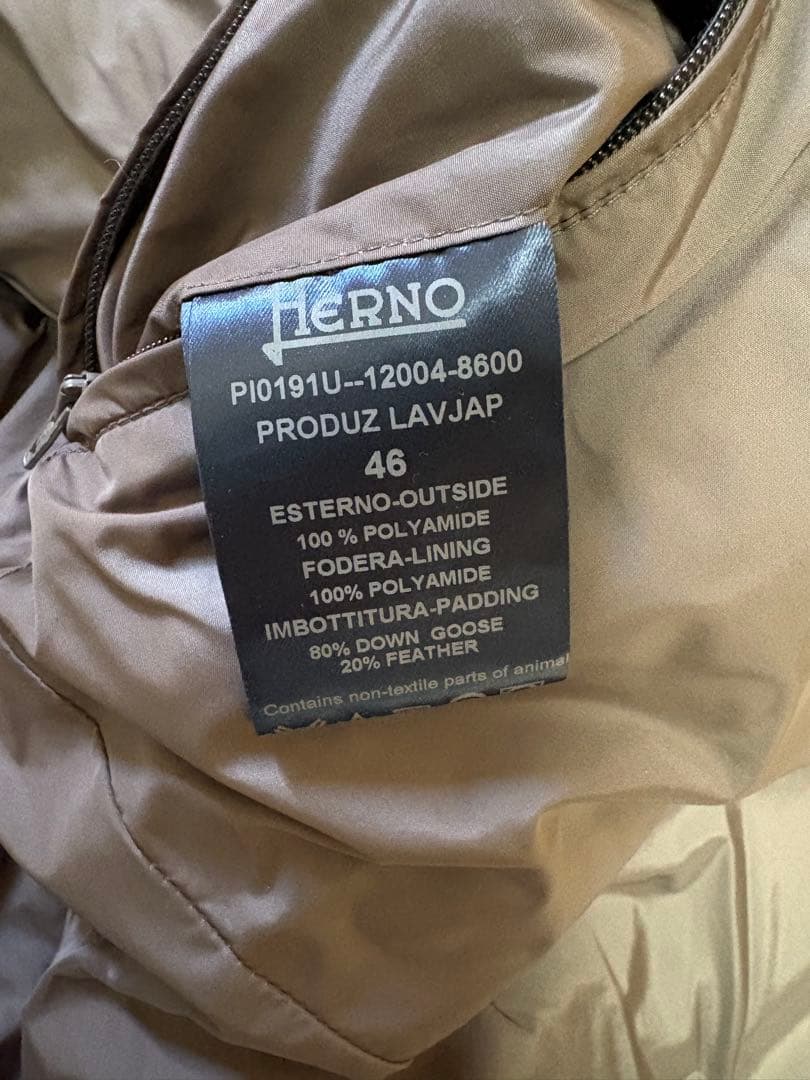 HERNO
PI0191U--12004-8600
PRODUZ LAVJAP
46
ESTERNO-OUTSIDE
100 % POLYAMIDE
FODERA-LINING
100% POLYAMIDE
IMBOTTITURA-PADDING
80% DOWN GOOSE
20% FEATHER
Contains non-textile parts of animal